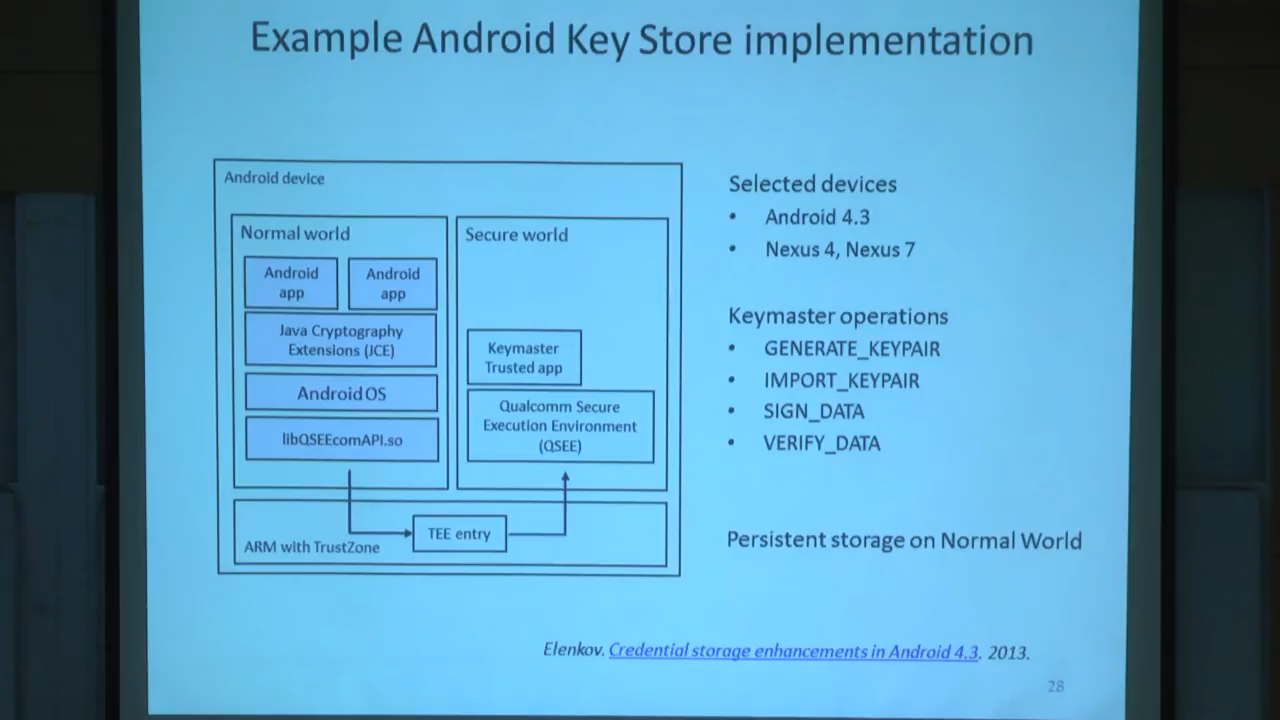 Example Android Key Store implementation
Android device
Normal world
Android
app
Android
app
Java Cryptography
Extensions (JCE)
Android OS
libQSEEcomAPI.so
Secure world
Keymaster
Trusted app
Qualcomm Secure
Execution Environment
(QSEE)
TEE entry
ARM with TrustZone
Selected devices
• Android 4.3
• Nexus 4, Nexus 7
Keymaster operations
• GENERATE_KEYPAIR
• IMPORT_KEYPAIR
• SIGN_DATA
• VERIFY_DATA
Persistent storage on Normal World
Elenkov. Credential storage enhancements in Android 4.3. 2013.
28